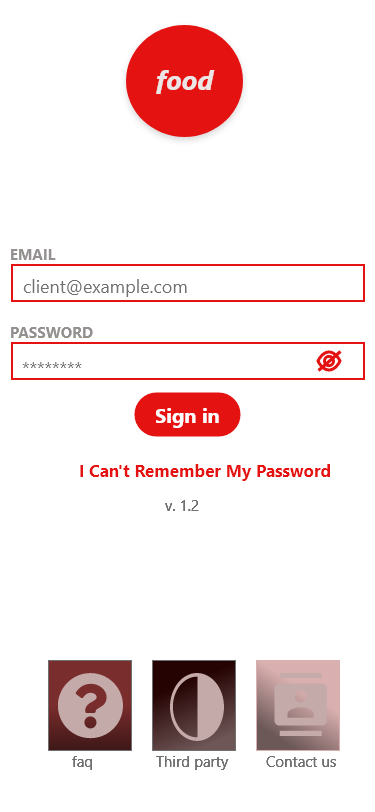 food
EMAIL
client@example.com
PASSWORD
********
Sign in
I Can't Remember My Password
v. 1.2
?
faq
Third party
Contact us